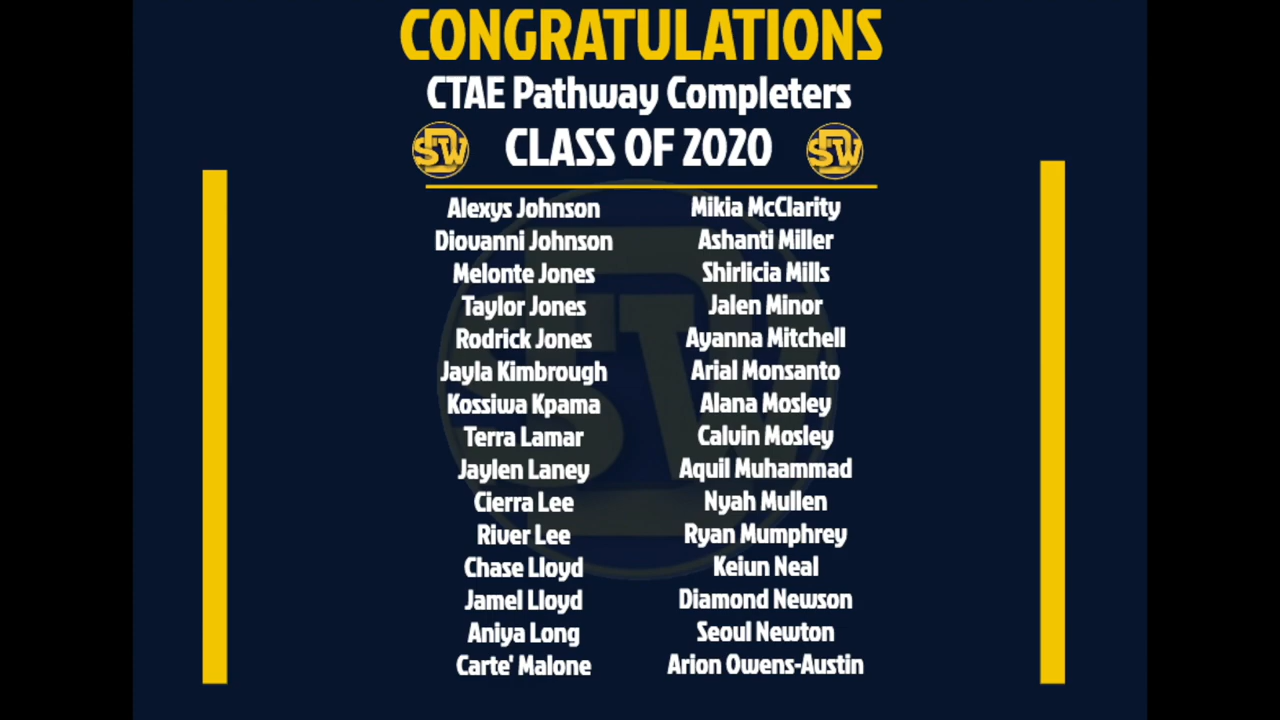 CONGRATULATIONS
CTAE Pathway Completers
CLASS OF 2020
SDW
SDW
Alexys Johnson
Diovanni Johnson
Melonte Jones
Taylor Jones
Rodrick Jones
Jayla Kimbrough
Kossiwa Kpama
Terra Lamar
Jaylen Laney
Cierra Lee
River Lee
Chase Lloyd
Jamel Lloyd
Aniya Long
Carte' Malone
Mikia McClarity
Ashanti Miller
Shirlicia Mills
Jalen Minor
Ayanna Mitchell
Arial Monsanto
Alana Mosley
Calvin Mosley
Aquil Muhammad
Nyah Mullen
Ryan Mumphrey
Keiun Neal
Diamond Newson
Seoul Newton
Arion Owens-Austin
SDW